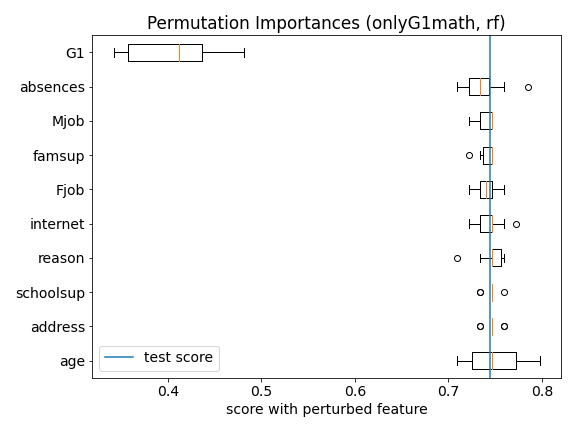 Permutation Importances (onlyG1math, rf)
G1
absences
Mjob
famsup
Fjob
internet
reason
schoolsup
address
age
test score
0.4 0.5 0.6 0.7 0.8
score with perturbed feature